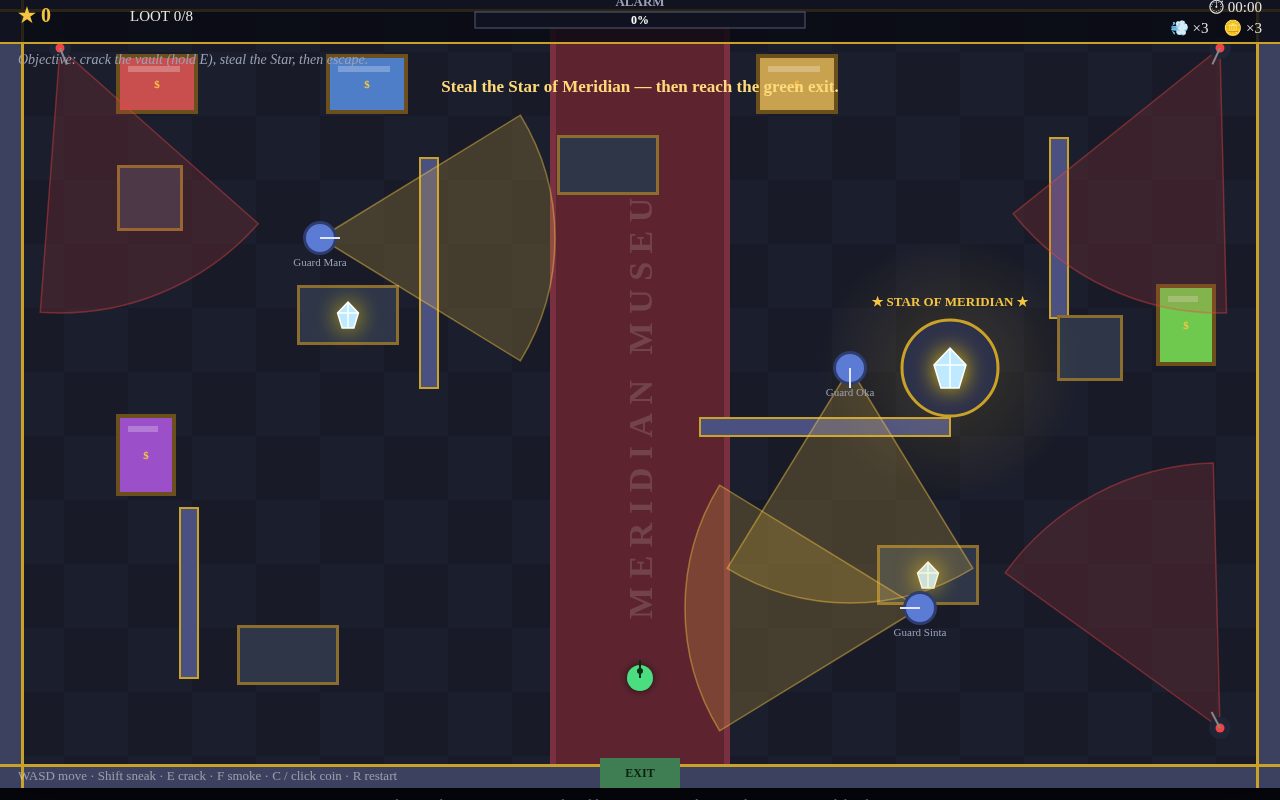 ★ 0
LOOT 0/8
ALARM
0%
⏱ 00:00
💨 ×3 🪙 ×3
Objective: crack the vault (hold E), steal the Star, then escape.
Steal the Star of Meridian — then reach the green exit.
$
$
$
Guard Mara
★ STAR OF MERIDIAN ★
$
Guard Oka
MERIDIAN MUSEU
$
Guard Sinta
EXIT
WASD move · Shift sneak · E crack · F smoke · C / click coin · R restart